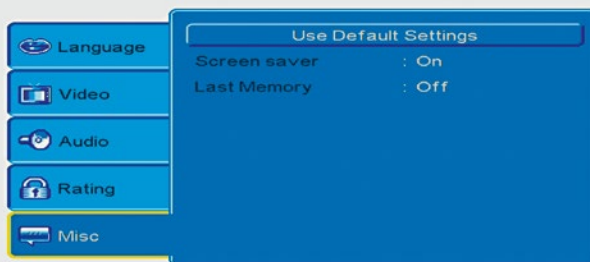 Language
Video
Audio
Rating
Misc
Use Default Settings
Screen saver : On
Last Memory : Off